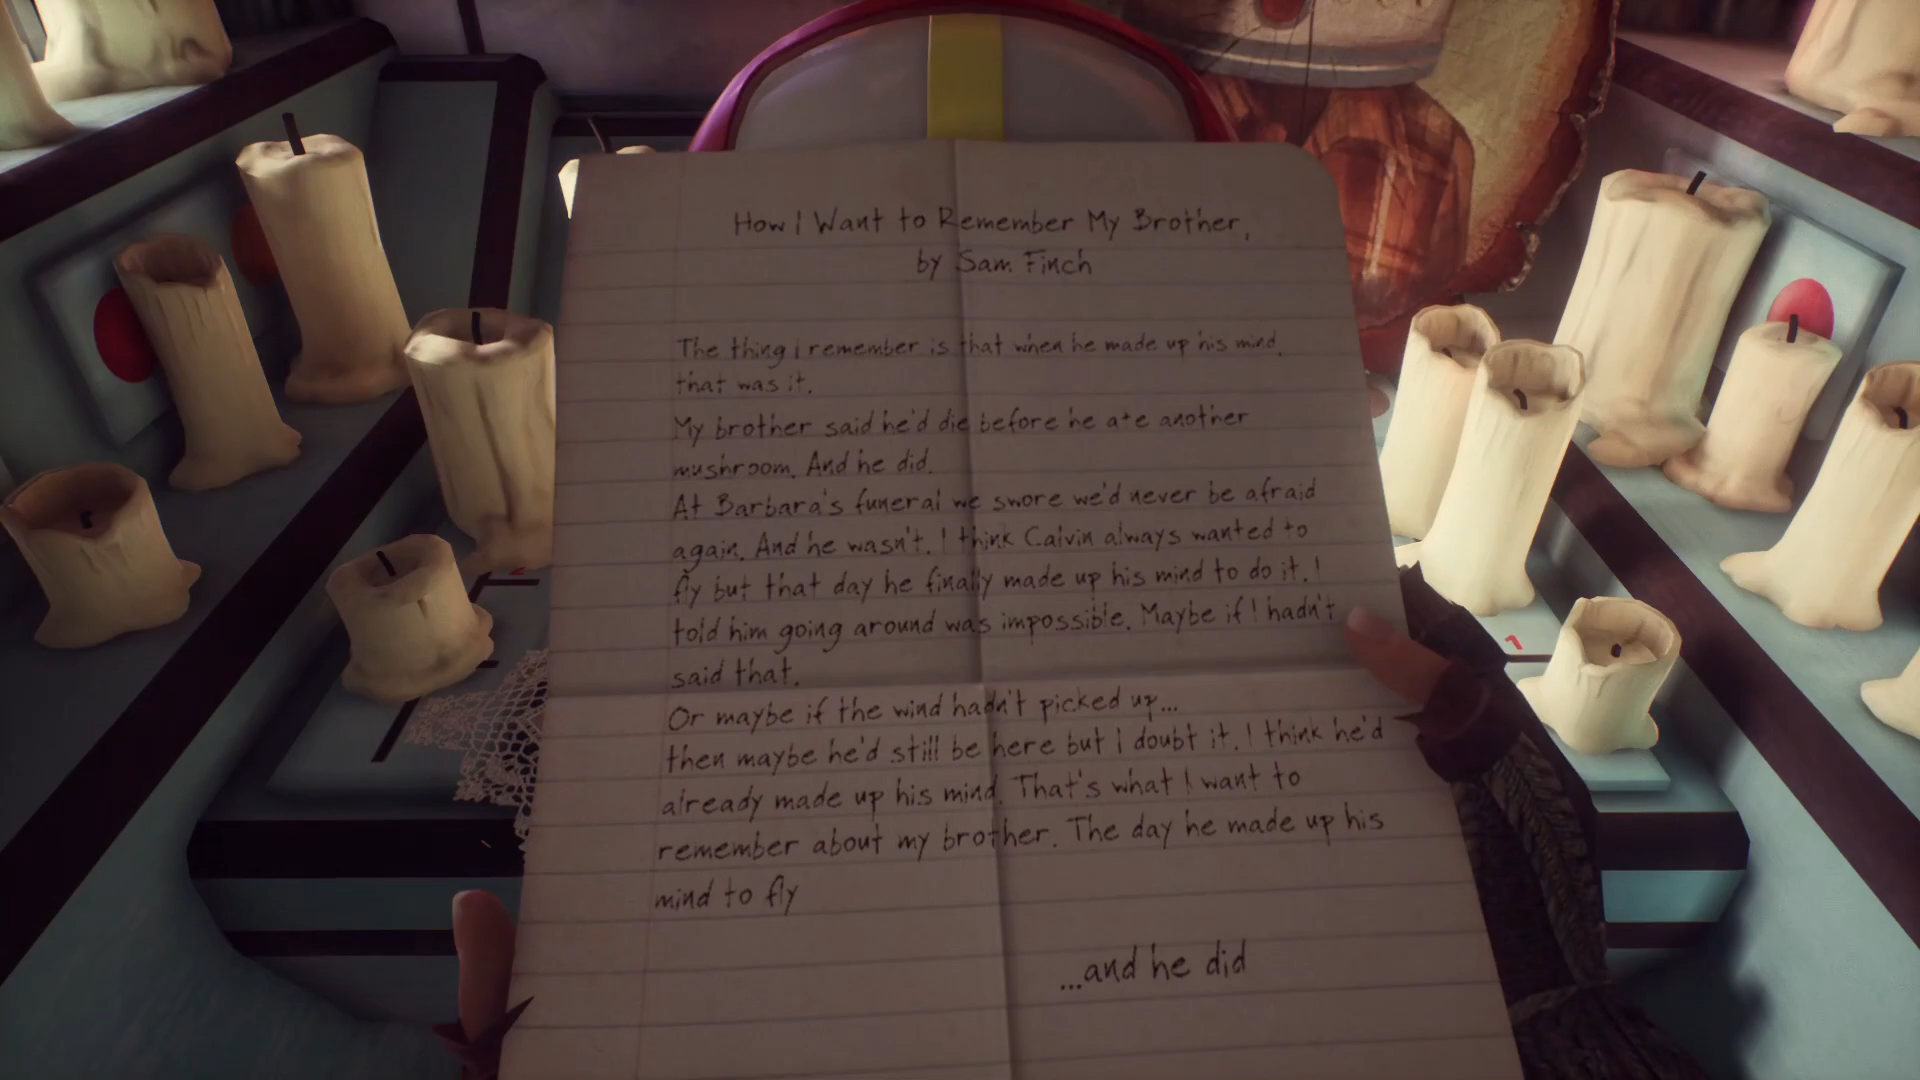 How I Want to Remember My Brother,
by Sam Finch
The thing I remember is that when he made up his mind,
that was it.
My brother said he'd die before he ate another
mushroom. And he did.
At Barbara's funeral we swore we'd never be afraid
again. And he wasn't. I think Calvin always wanted to
fly but that day he finally made up his mind to do it. I
told him going around was impossible. Maybe if I hadn't
said that.
Or maybe if the wind hadn't picked up...
then maybe he'd still be here but I doubt it. I think he'd
already made up his mind. That's what I want to
remember about my brother. The day he made up his
mind to fly
...and he did